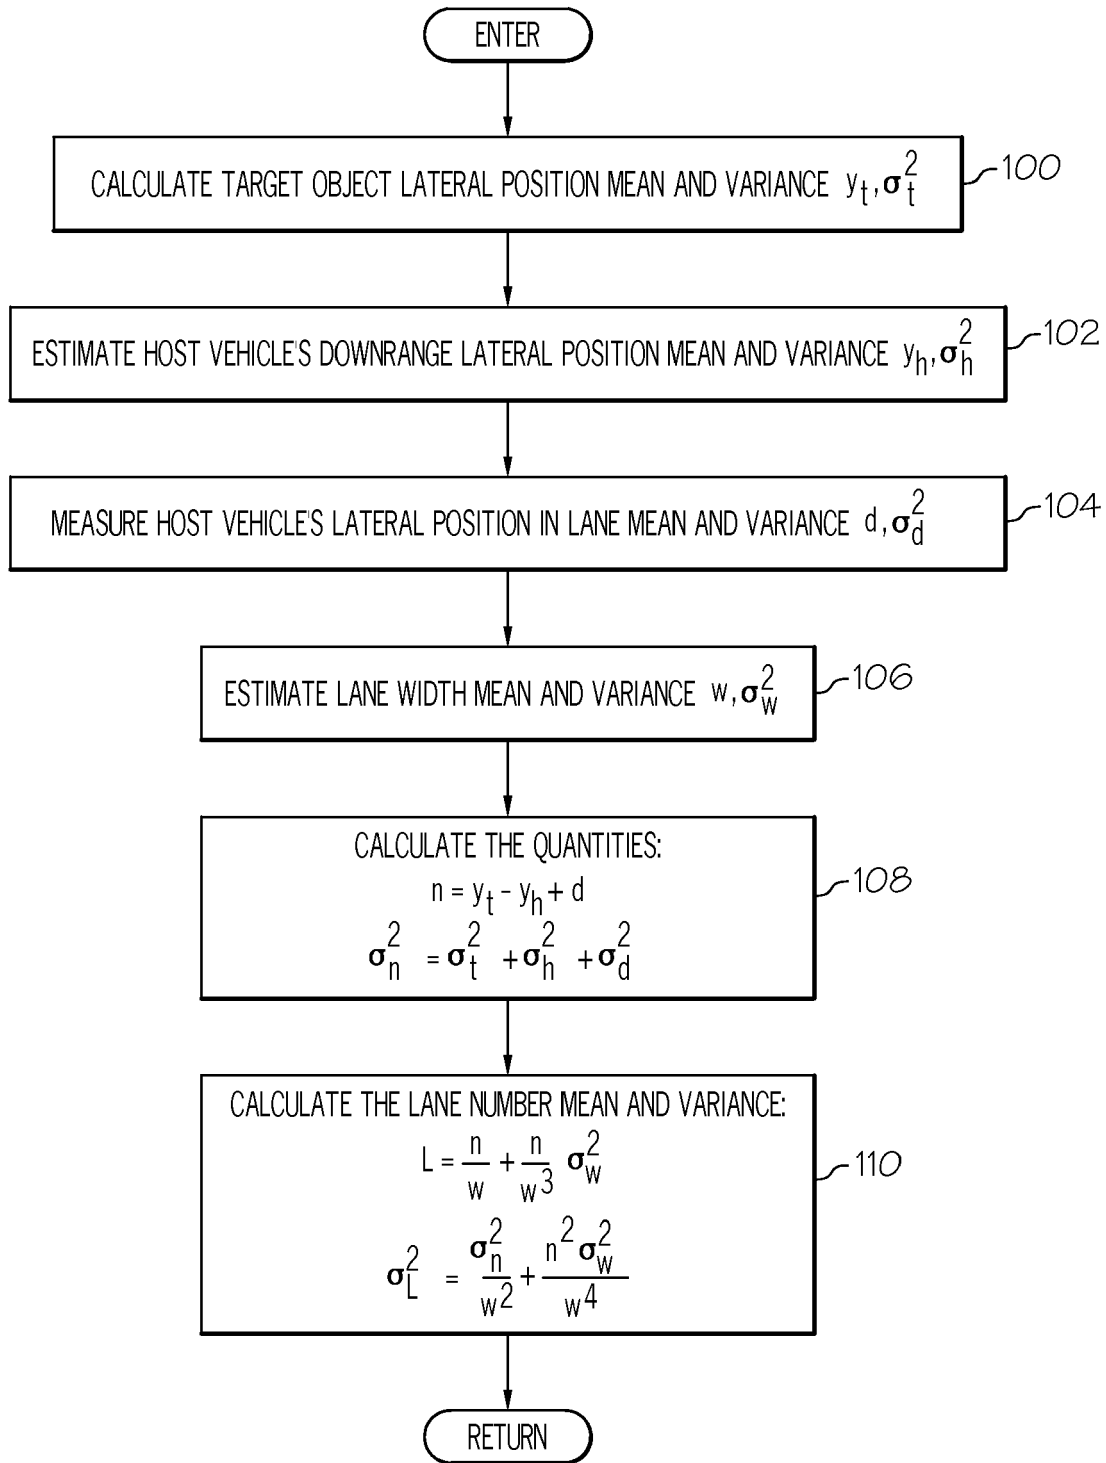 ENTER
CALCULATE TARGET OBJECT LATERAL POSITION MEAN AND VARIANCE y_t, σ_t^2
100
ESTIMATE HOST VEHICLE'S DOWNRANGE LATERAL POSITION MEAN AND VARIANCE y_h, σ_h^2
102
MEASURE HOST VEHICLE'S LATERAL POSITION IN LANE MEAN AND VARIANCE d, σ_d^2
104
ESTIMATE LANE WIDTH MEAN AND VARIANCE w, σ_w^2
106
CALCULATE THE QUANTITIES:
n = y_t - y_h + d
σ_n^2 = σ_t^2 + σ_h^2 + σ_d^2
108
CALCULATE THE LANE NUMBER MEAN AND VARIANCE:
L = n/w + n/w^3 σ_w^2
σ_L^2 = σ_n^2/w^2 + n^2 σ_w^2/w^4
110
RETURN